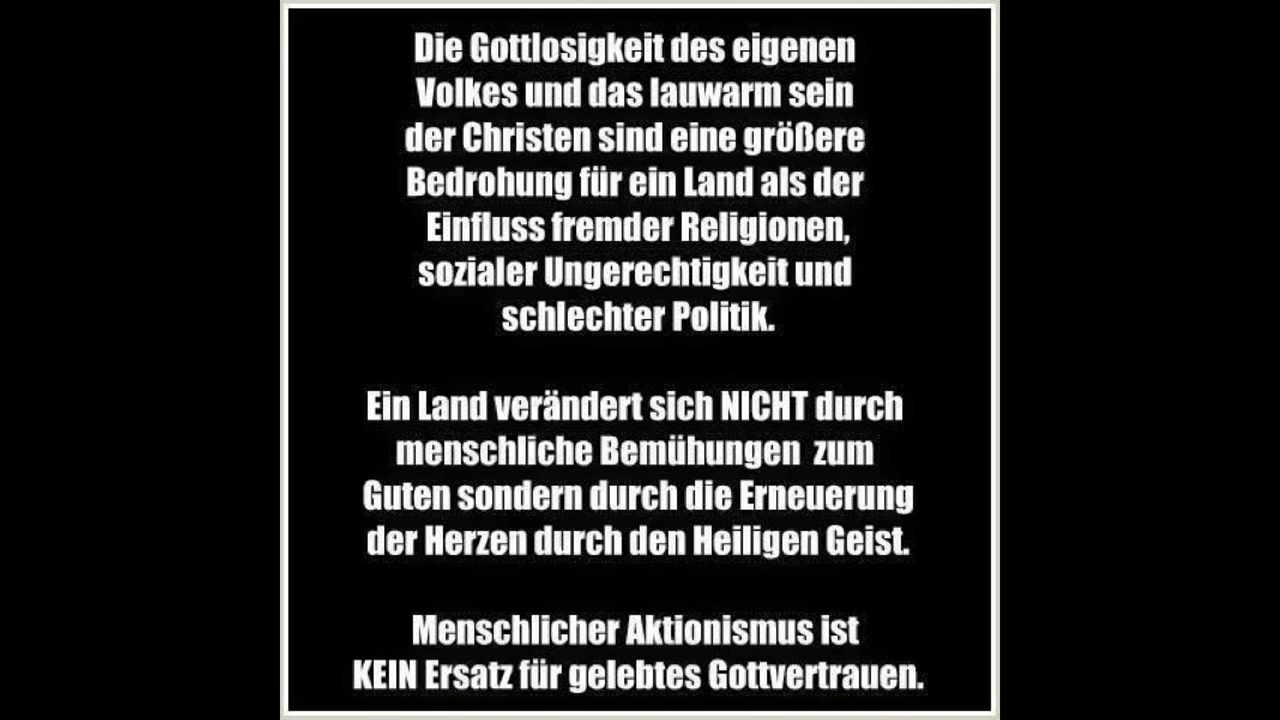 Die Gottlosigkeit des eigenen
Volkes und das lauwarm sein
der Christen sind eine größere
Bedrohung für ein Land als der
Einfluss fremder Religionen,
sozialer Ungerechtigkeit und
schlechter Politik.
Ein Land verändert sich NICHT durch
menschliche Bemühungen zum
Guten sondern durch die Erneuerung
der Herzen durch den Heiligen Geist.
Menschlicher Aktionismus ist
KEIN Ersatz für gelebtes Gottvertrauen.